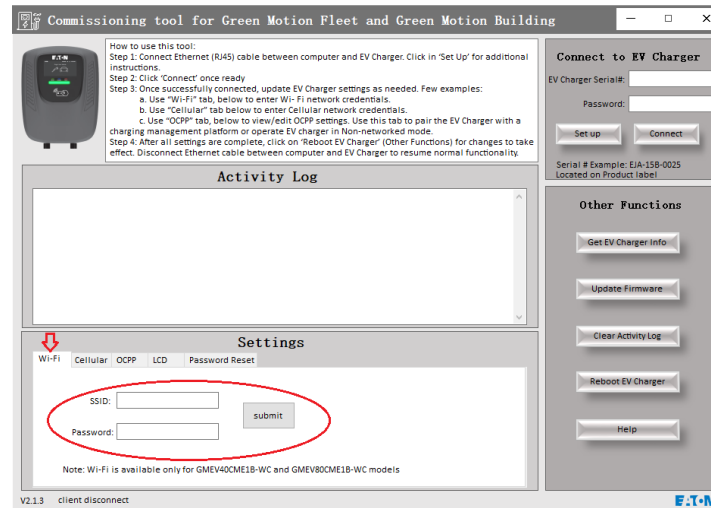 Commissioning tool for Green Motion Fleet and Green Motion Building
How to use this tool:
Step 1: Connect Ethernet (RJ45) cable between computer and EV Charger. Click in 'Set Up' for additional
instructions.
Step 2: Click 'Connect' once ready
Step 3: Once successfully connected, update EV Charger settings as needed. Few examples:
a. Use "Wi-Fi" tab, below to enter Wi- Fi network credentials.
b. Use "Cellular" tab below to enter Cellular network credentials.
c. Use "OCPP" tab, below to view/edit OCPP settings. Use this tab to pair the EV Charger with a
charging management platform or operate EV charger in Non-networked mode.
Step 4: After all settings are complete, click on 'Reboot EV Charger' (Other Functions) for changes to take
effect. Disconnect Ethernet cable between computer and EV Charger to resume normal functionality.
Connect to EV Charger
EV Charger Serial#:
Password:
Set up
Connect
Serial # Example: EJA-15B-0025
Located on Product label
Activity Log
Other Functions
Get EV Charger Info
Update Firmware
Clear Activity Log
Reboot EV Charger
Help
Settings
Wi-Fi
Cellular
OCPP
LCD
Password Reset
SSID:
Password:
submit
Note: Wi-Fi is available only for GMEV40CME1B-WC and GMEV80CME1B-WC models
V2.1.3
client disconnect
EATON